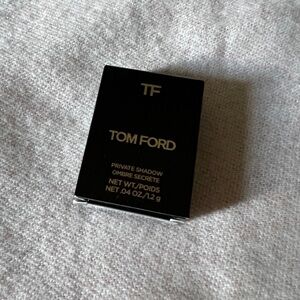 TF
TOM FORD
PRIVATE SHADOW
OMBRE SECRÈTE
NET WT./POIDS
NET .04 OZ./1.2 g